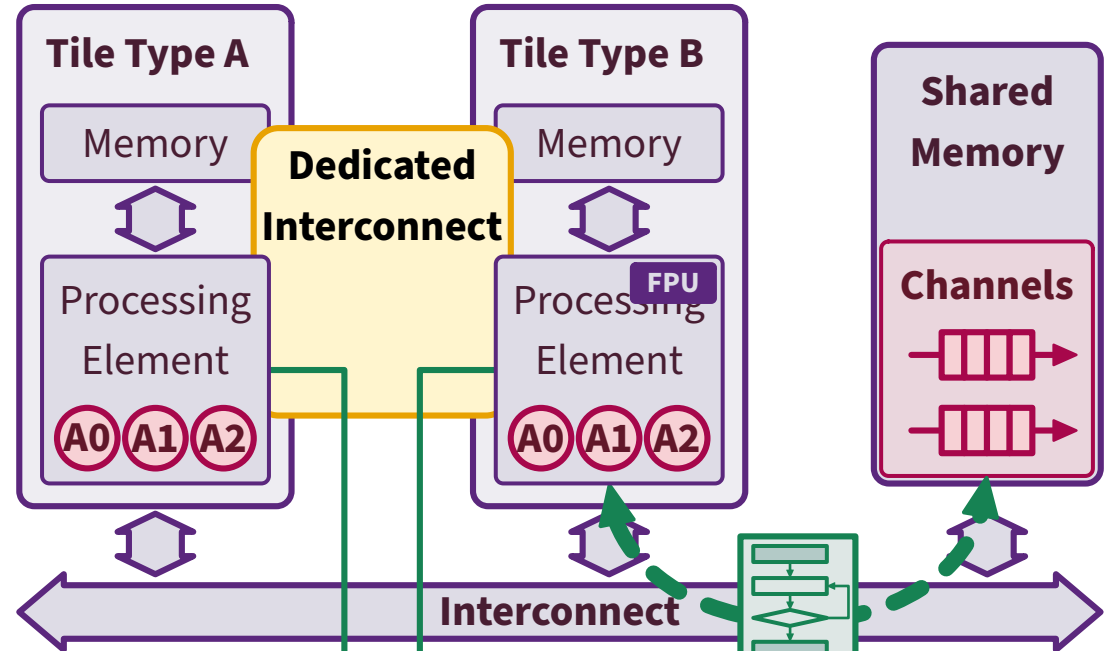 Tile Type A
Memory
Processing
Element
A0 A1 A2
Dedicated
Interconnect
Tile Type B
Memory
FPU
Processing
Element
A0 A1 A2
Shared
Memory
Channels
Interconnect